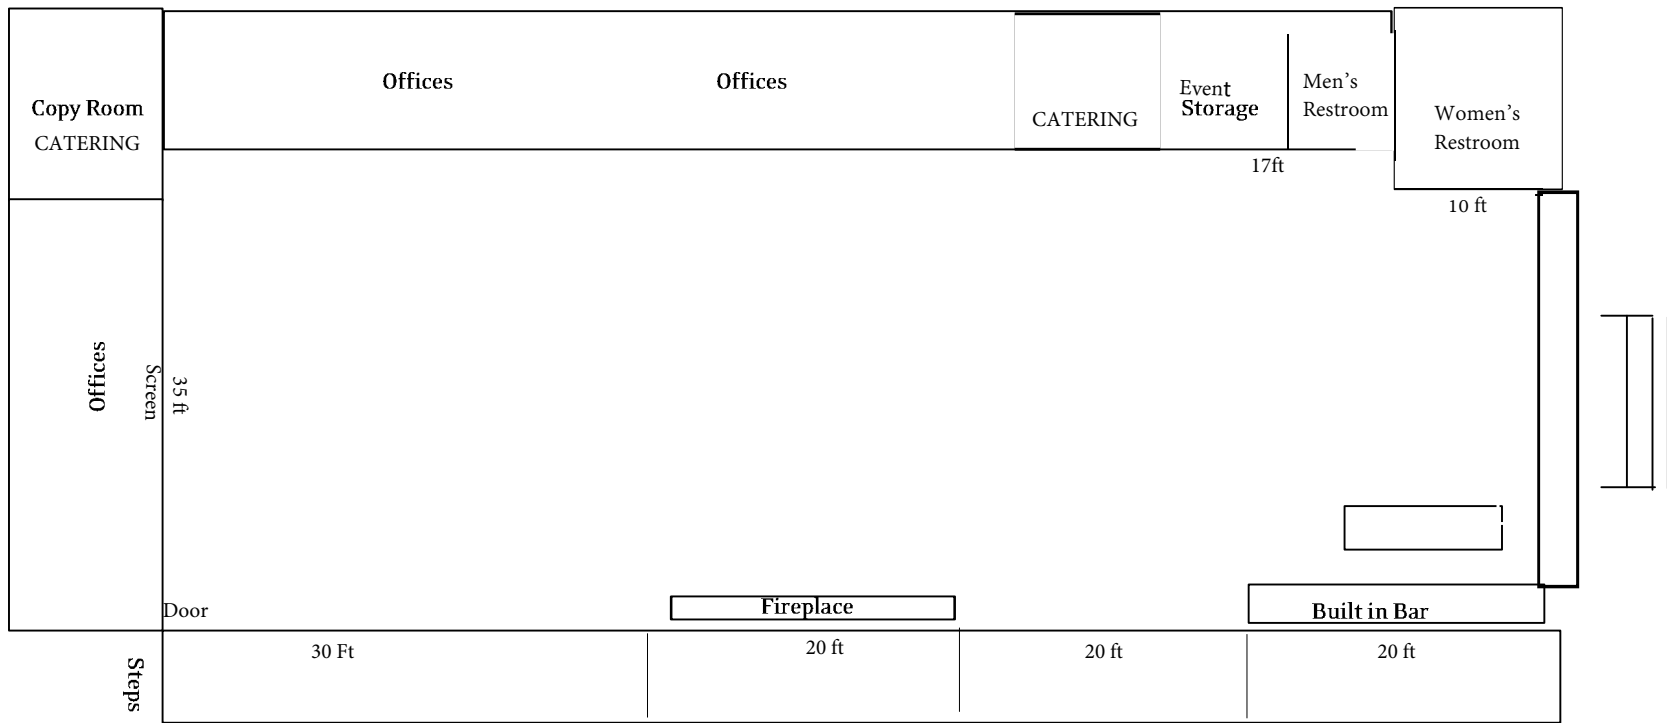 Offices
Offices
Copy Room
CATERING
CATERING
Event
Storage
Men's
Restroom
Women's
Restroom
17ft
10 ft
Offices
Screen
35 ft
Door
Fireplace
Built in Bar
30 Ft
20 ft
20 ft
20 ft
Steps